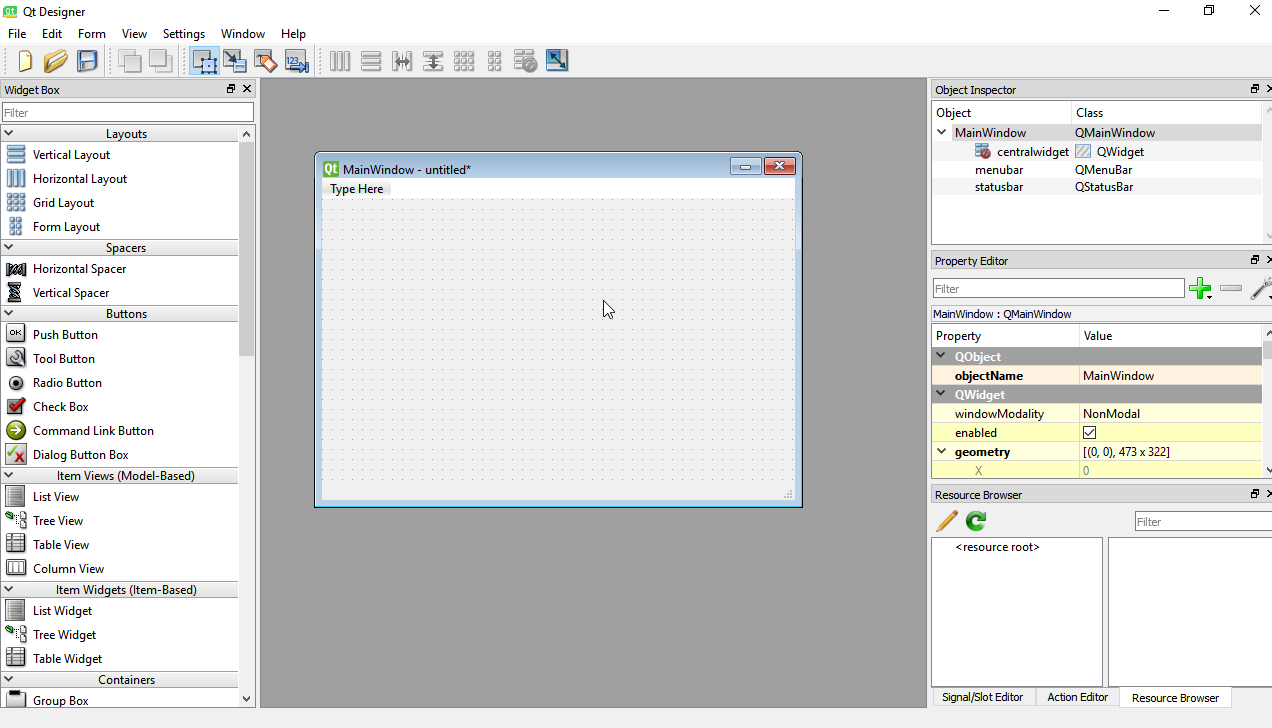 Qt Designer
File Edit Form View Settings Window Help
Widget Box
Filter
Layouts
Vertical Layout
Horizontal Layout
Grid Layout
Form Layout
Spacers
Horizontal Spacer
Vertical Spacer
Buttons
OK Push Button
Tool Button
Radio Button
Check Box
Command Link Button
Dialog Button Box
Item Views (Model-Based)
List View
Tree View
Table View
Column View
Item Widgets (Item-Based)
List Widget
Tree Widget
Table Widget
Containers
Group Box
Qt MainWindow - untitled*
Type Here
Object Inspector
Object Class
MainWindow QMainWindow
centralwidget QWidget
menubar QMenuBar
statusbar QStatusBar
Property Editor
Filter
MainWindow : QMainWindow
Property Value
QObject
objectName MainWindow
QWidget
windowModality NonModal
enabled
geometry [(0, 0), 473 x 322]
X 0
Resource Browser
Filter
<resource root>
Signal/Slot Editor Action Editor Resource Browser